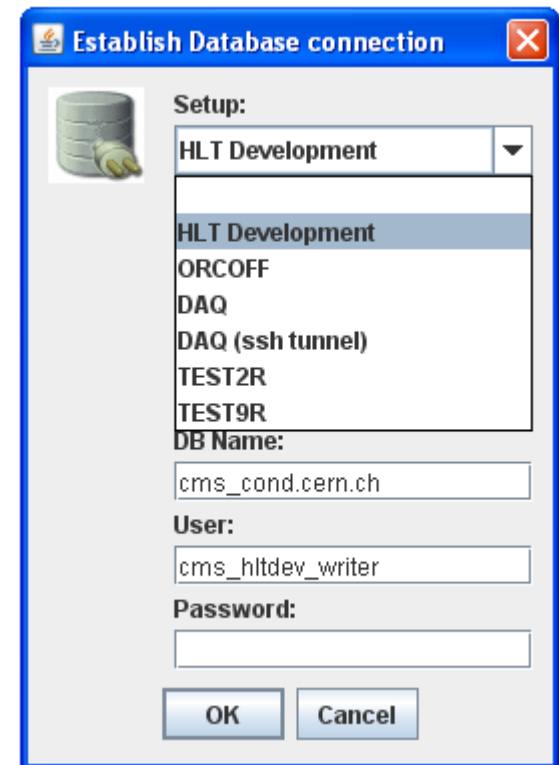 Establish Database connection
Setup:
HLT Development
HLT Development
ORCOFF
DAQ
DAQ (ssh tunnel)
TEST2R
TEST9R
DB Name:
cms_cond.cern.ch
User:
cms_hltdev_writer
Password:
OK Cancel